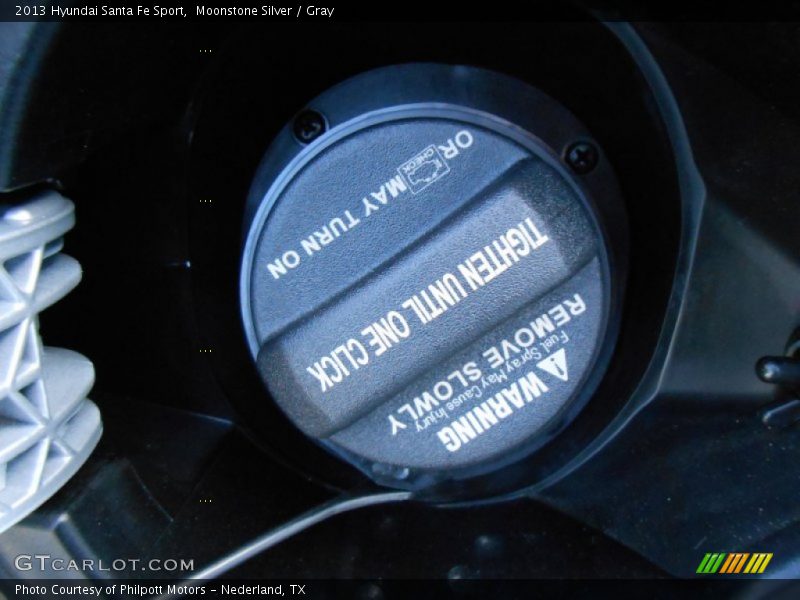 2013 Hyundai Santa Fe Sport, Moonstone Silver / Gray
WARNING
Fuel Spray May Cause Injury
REMOVE SLOWLY
TIGHTEN UNTIL ONE CLICK
OR CHECK MAY TURN ON
GTCARLOT.COM
Photo Courtesy of Philpott Motors - Nederland, TX